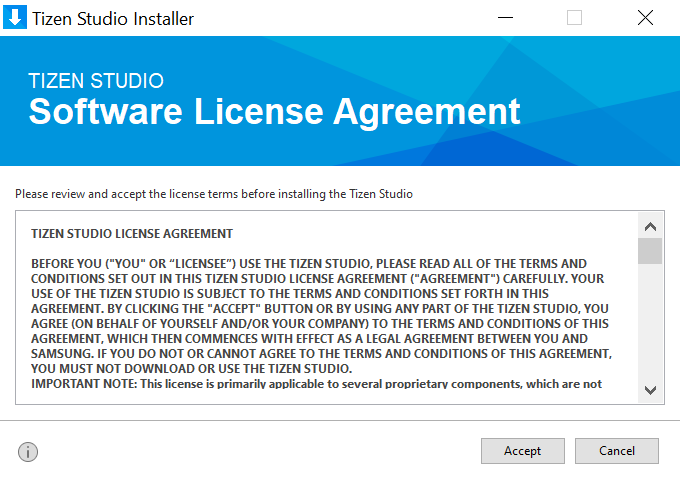 Tizen Studio Installer
TIZEN STUDIO
Software License Agreement
Please review and accept the license terms before installing the Tizen Studio
TIZEN STUDIO LICENSE AGREEMENT
BEFORE YOU ("YOU" OR “LICENSEE”) USE THE TIZEN STUDIO, PLEASE READ ALL OF THE TERMS AND
CONDITIONS SET OUT IN THIS TIZEN STUDIO LICENSE AGREEMENT ("AGREEMENT") CAREFULLY. YOUR
USE OF THE TIZEN STUDIO IS SUBJECT TO THE TERMS AND CONDITIONS SET FORTH IN THIS
AGREEMENT. BY CLICKING THE "ACCEPT" BUTTON OR BY USING ANY PART OF THE TIZEN STUDIO, YOU
AGREE (ON BEHALF OF YOURSELF AND/OR YOUR COMPANY) TO THE TERMS AND CONDITIONS OF THIS
AGREEMENT, WHICH THEN COMMENCES WITH EFFECT AS A LEGAL AGREEMENT BETWEEN YOU AND
SAMSUNG. IF YOU DO NOT OR CANNOT AGREE TO THE TERMS AND CONDITIONS OF THIS AGREEMENT,
YOU MUST NOT DOWNLOAD OR USE THE TIZEN STUDIO.
IMPORTANT NOTE: This license is primarily applicable to several proprietary components, which are not
Accept
Cancel